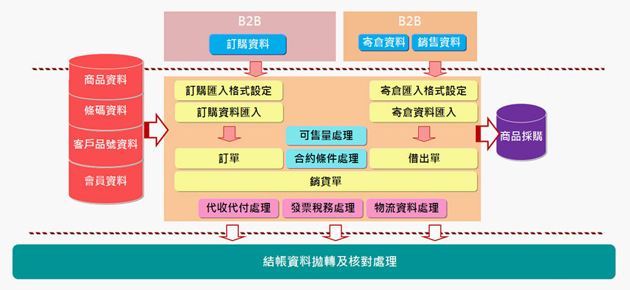 B2B
訂購資料
B2B
寄倉資料
銷售資料
商品資料
條碼資料
客戶品號資料
會員資料
訂購匯入格式設定
訂購資料匯入
寄倉匯入格式設定
寄倉資料匯入
可售量處理
訂單
合約條件處理
借出單
銷貨單
代收代付處理
發票稅務處理
物流資料處理
商品採購
結帳資料拋轉及核對處理